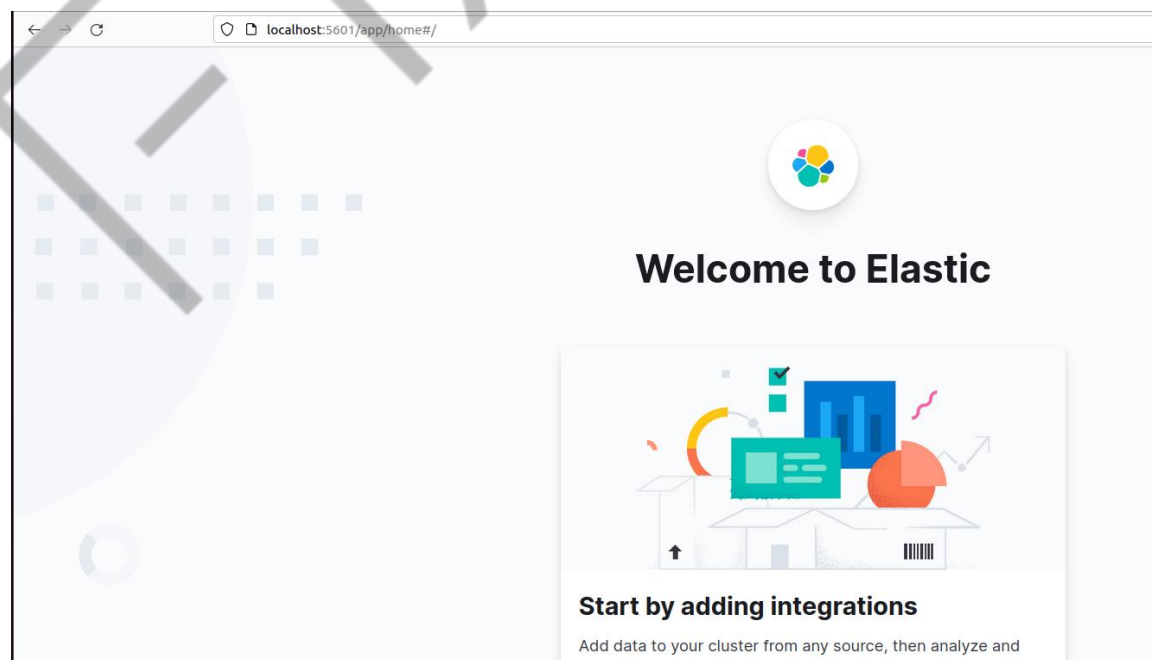 localhost:5601/app/home#/
Welcome to Elastic
Start by adding integrations
Add data to your cluster from any source, then analyze and